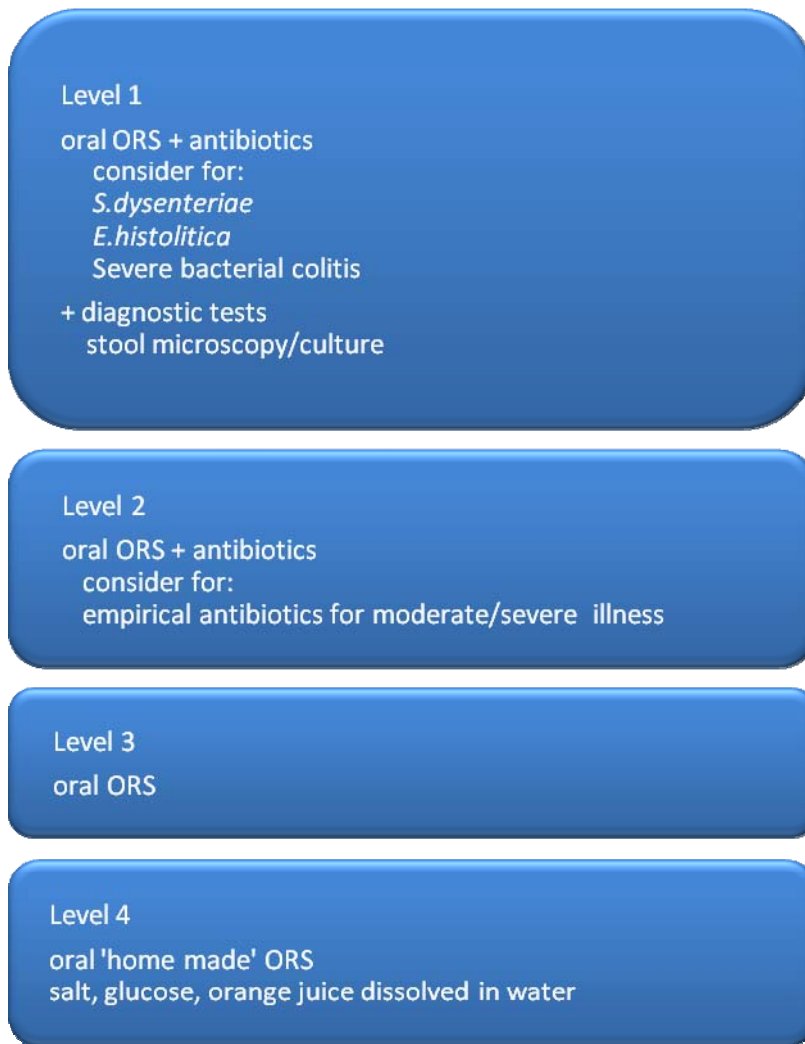 Level 1
oral ORS + antibiotics
consider for:
S.dysenteriae
E.histolitica
Severe bacterial colitis
+ diagnostic tests
stool microscopy/culture
Level 2
oral ORS + antibiotics
consider for:
empirical antibiotics for moderate/severe illness
Level 3
oral ORS
Level 4
oral 'home made' ORS
salt, glucose, orange juice dissolved in water